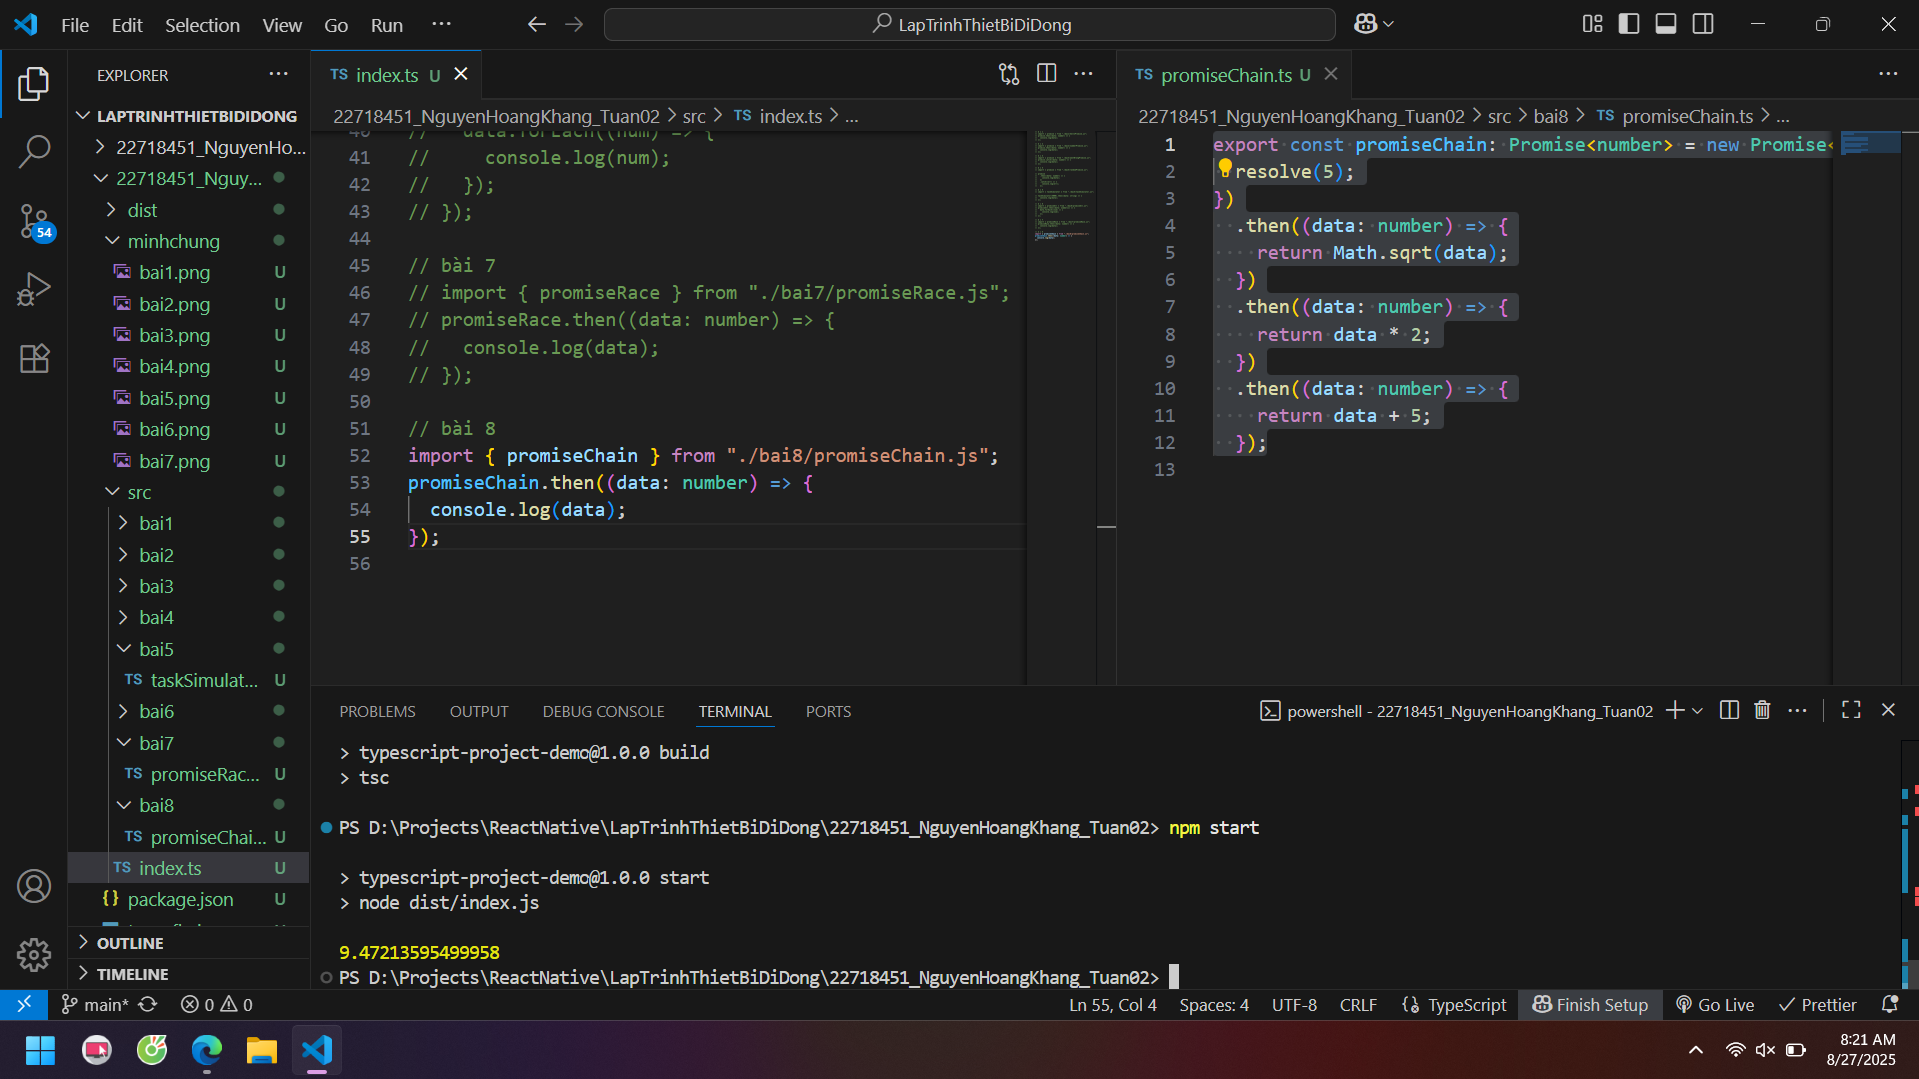 File Edit Selection View Go Run ··· LapTrinhThietBiDiDong
EXPLORER ···
LAPTRINHTHIETBIDIDONG
22718451_NguyenHo...
22718451_Nguy...
dist
minhchung
bai1.png U
bai2.png U
bai3.png U
bai4.png U
bai5.png U
bai6.png U
bai7.png U
src
bai1
bai2
bai3
bai4
bai5
TS taskSimulat... U
bai6
bai7
TS promiseRac... U
bai8
TS promiseChai... U
TS index.ts U
{} package.json U
OUTLINE
TIMELINE
54
TS index.ts U
22718451_NguyenHoangKhang_Tuan02 > src > TS index.ts > ...
40 // data.forEach((num) => {
41 // console.log(num);
42 // });
43 // });
44
45 // bài 7
46 // import { promiseRace } from "./bai7/promiseRace.js";
47 // promiseRace.then((data: number) => {
48 // console.log(data);
49 // });
50
51 // bài 8
52 import { promiseChain } from "./bai8/promiseChain.js";
53 promiseChain.then((data: number) => {
54 console.log(data);
55 });
56
TS promiseChain.ts U
22718451_NguyenHoangKhang_Tuan02 > src > bai8 > TS promiseChain.ts > ...
1 export const promiseChain: Promise<number> = new Promise<
2 resolve(5);
3 })
4 .then((data: number) => {
5 return Math.sqrt(data);
6 })
7 .then((data: number) => {
8 return data * 2;
9 })
10 .then((data: number) => {
11 return data + 5;
12 });
13
PROBLEMS OUTPUT DEBUG CONSOLE TERMINAL PORTS powershell - 22718451_NguyenHoangKhang_Tuan02
> typescript-project-demo@1.0.0 build
> tsc
PS D:\Projects\ReactNative\LapTrinhThietBiDiDong\22718451_NguyenHoangKhang_Tuan02> npm start
> typescript-project-demo@1.0.0 start
> node dist/index.js
9.47213595499958
PS D:\Projects\ReactNative\LapTrinhThietBiDiDong\22718451_NguyenHoangKhang_Tuan02>
main* 0 0 Ln 55, Col 4 Spaces: 4 UTF-8 CRLF {} TypeScript Finish Setup Go Live Prettier
8:21 AM
8/27/2025